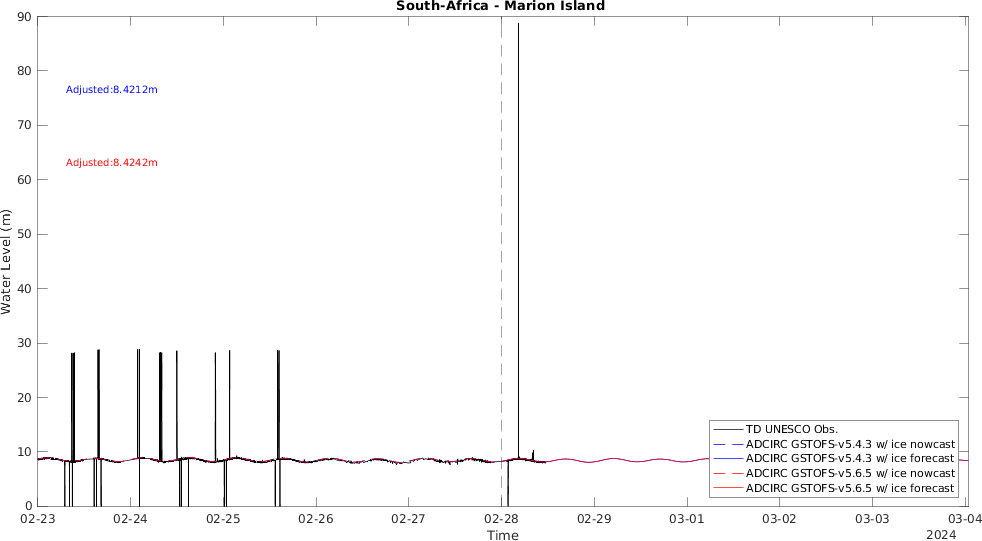 South-Africa - Marion Island
90
80
70
60
50
40
30
20
10
0
Water Level (m)
Adjusted:8.4212m
Adjusted:8.4242m
TD UNESCO Obs.
ADCIRC GSTOFS-v5.4.3 w/ ice nowcast
ADCIRC GSTOFS-v5.4.3 w/ ice forecast
ADCIRC GSTOFS-v5.6.5 w/ ice nowcast
ADCIRC GSTOFS-v5.6.5 w/ ice forecast
02-23 02-24 02-25 02-26 02-27 02-28 02-29 03-01 03-02 03-03 03-04
Time
2024